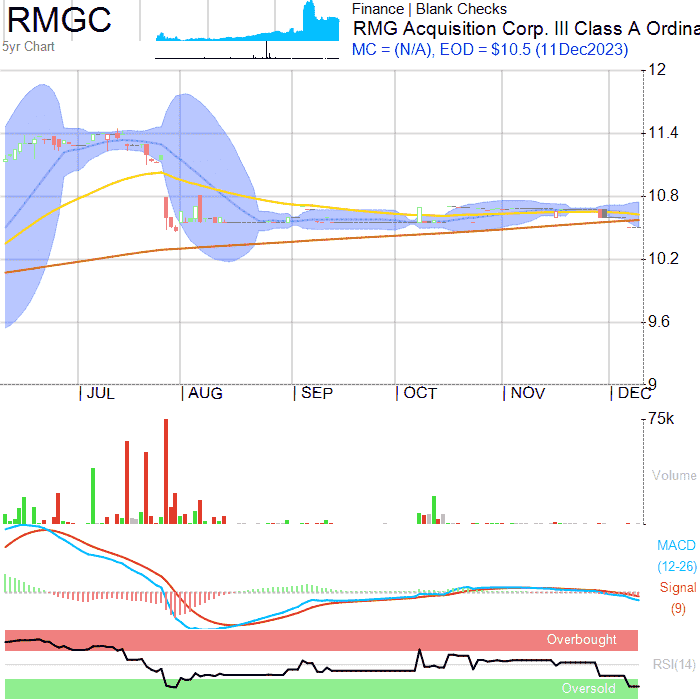 RMGC
5yr Chart
Finance | Blank Checks
RMG Acquisition Corp. III Class A Ordina
MC = (N/A), EOD = $10.5 (11Dec2023)
12
11.4
10.8
10.2
9.6
9
| JUL | AUG | SEP | OCT | NOV | DEC
75k
Volume
MACD
(12-26)
Signal
(9)
Overbought
RSI(14)
Oversold